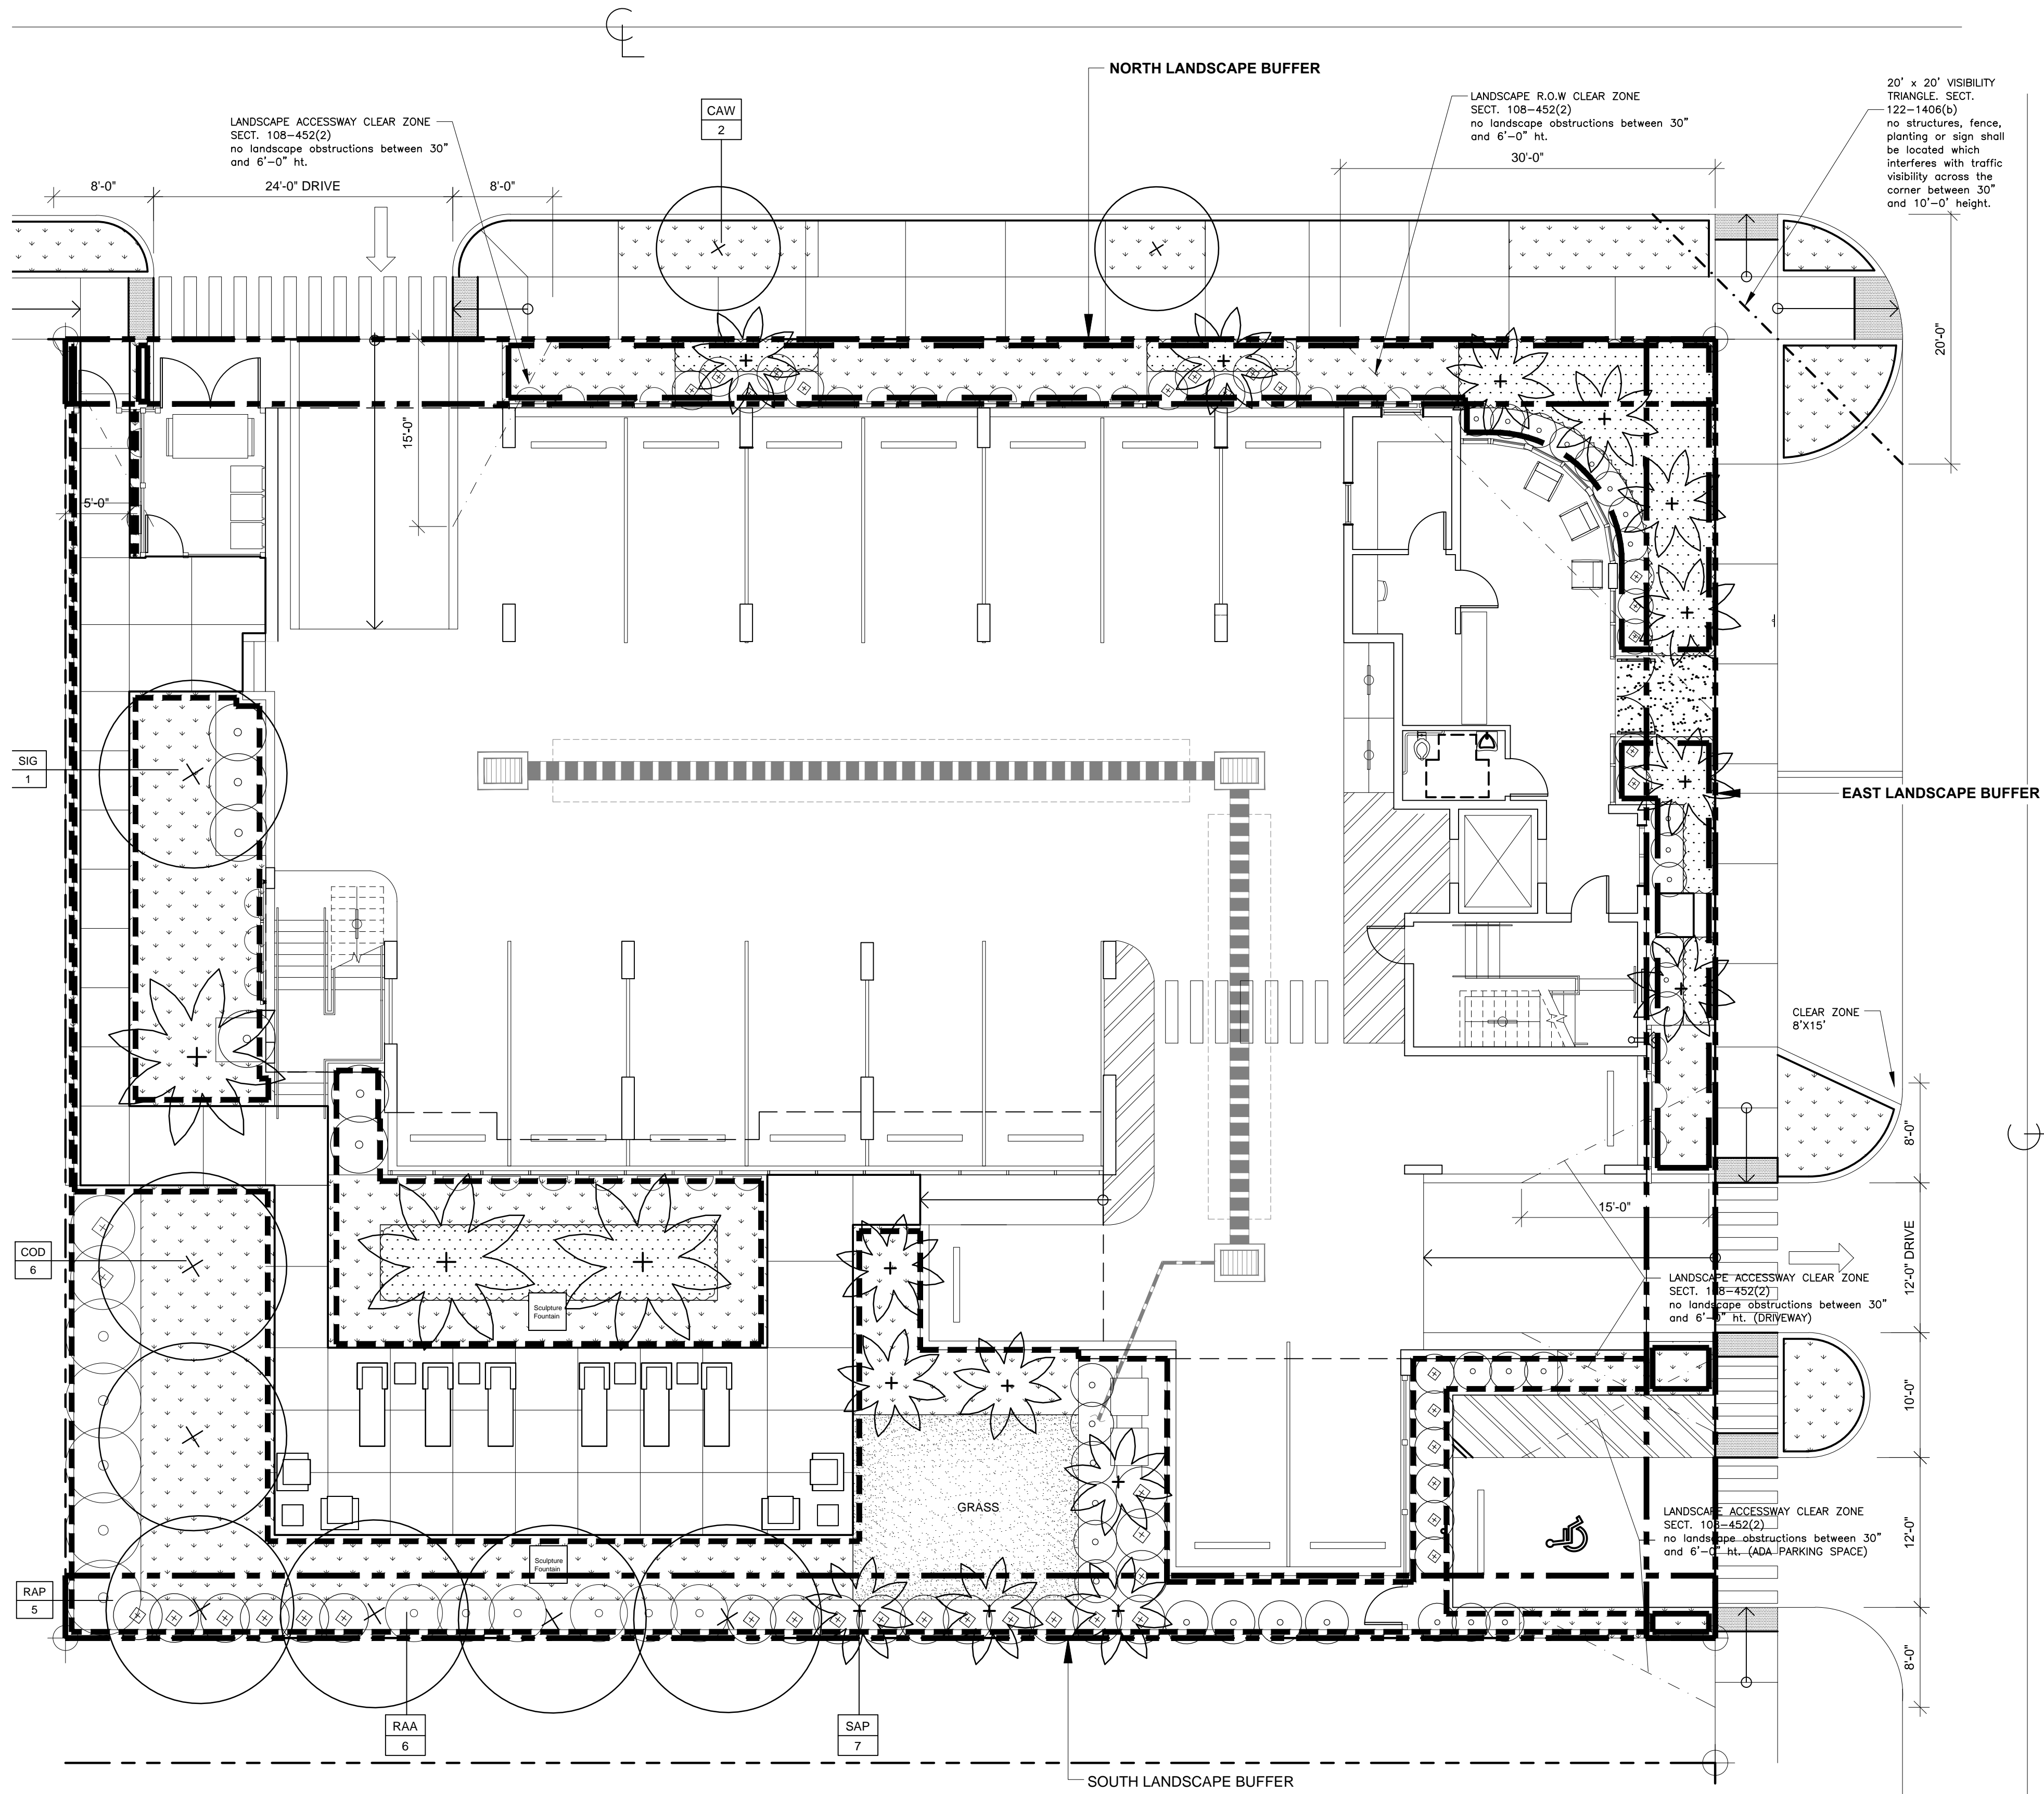 NORTH LANDSCAPE BUFFER
LANDSCAPE ACCESSWAY CLEAR ZONE
SECT. 108-452(2)
no landscape obstructions between 30"
and 6'-0" ht.
CAW
2
LANDSCAPE R.O.W CLEAR ZONE
SECT. 108-452(2)
no landscape obstructions between 30"
and 6'-0" ht.
20' x 20' VISIBILITY
TRIANGLE. SECT.
122-1406(b)
no structures, fence,
planting or sign shall
be located which
interferes with traffic
visibility across the
corner between 30"
and 10'-0' height.
8'-0"
24'-0" DRIVE
8'-0"
30'-0"
20'-0"
15'-0"
5'-0"
SIG
1
EAST LANDSCAPE BUFFER
CLEAR ZONE
8'X15'
8'-0"
15'-0"
12'-0" DRIVE
COD
6
LANDSCAPE ACCESSWAY CLEAR ZONE
SECT. 108-452(2)
no landscape obstructions between 30"
and 6'-0" ht. (DRIVEWAY)
Sculpture
Fountain
10'-0"
GRASS
LANDSCAPE ACCESSWAY CLEAR ZONE
SECT. 108-452(2)
no landscape obstructions between 30"
and 6'-0" ht. (ADA PARKING SPACE)
12'-0"
Sculpture
Fountain
RAP
5
8'-0"
RAA
6
SAP
7
SOUTH LANDSCAPE BUFFER